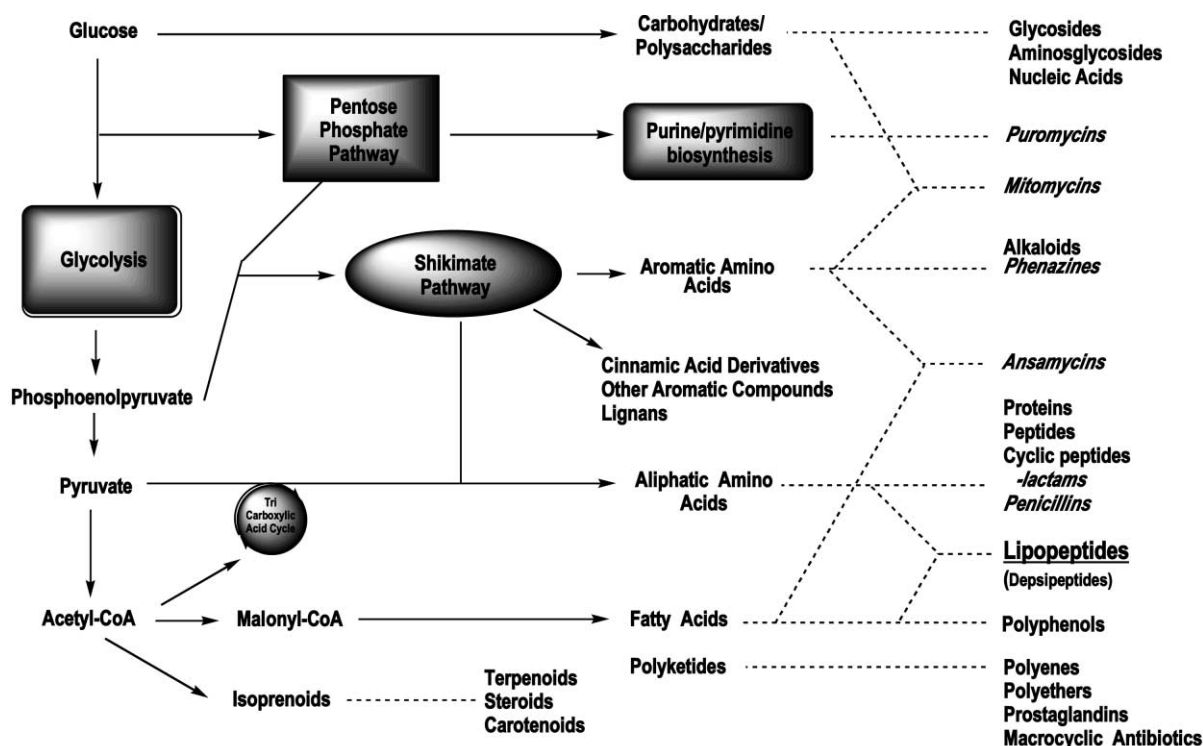 Glucose
Carbohydrates/
Polysaccharides
Glycosides
Aminosglycosides
Nucleic Acids
Pentose
Phosphate
Pathway
Purine/pyrimidine
biosynthesis
Puromycins
Mitomycins
Glycolysis
Shikimate
Pathway
Aromatic Amino
Acids
Alkaloids
Phenazines
Cinnamic Acid Derivatives
Other Aromatic Compounds
Lignans
Ansamycins
Phosphoenolpyruvate
Proteins
Peptides
Cyclic peptides
-lactams
Penicillins
Pyruvate
Tri
Carboxylic
Acid Cycle
Aliphatic Amino
Acids
Lipopeptides
(Depsipeptides)
Acetyl-CoA
Malonyl-CoA
Fatty Acids
Polyphenols
Polyketides
Polyenes
Polyethers
Prostaglandins
Macrocyclic Antibiotics
Isoprenoids
Terpenoids
Steroids
Carotenoids